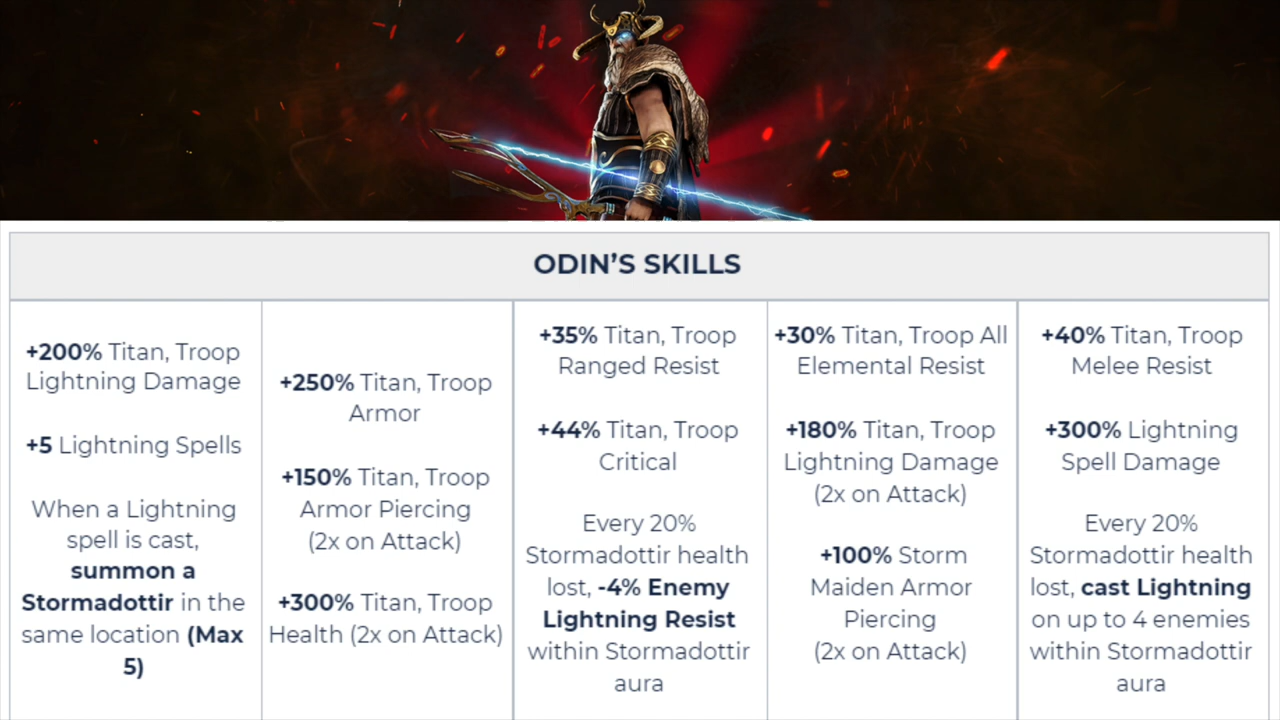 ODIN’S SKILLS
+200% Titan, Troop
Lightning Damage
+5 Lightning Spells
When a Lightning
spell is cast,
summon a
Stormadottir in the
same location (Max
5)
+250% Titan, Troop
Armor
+150% Titan, Troop
Armor Piercing
(2x on Attack)
+300% Titan, Troop
Health (2x on Attack)
+35% Titan, Troop
Ranged Resist
+44% Titan, Troop
Critical
Every 20%
Stormadottir health
lost, -4% Enemy
Lightning Resist
within Stormadottir
aura
+30% Titan, Troop All
Elemental Resist
+180% Titan, Troop
Lightning Damage
(2x on Attack)
+100% Storm
Maiden Armor
Piercing
(2x on Attack)
+40% Titan, Troop
Melee Resist
+300% Lightning
Spell Damage
Every 20%
Stormadottir health
lost, cast Lightning
on up to 4 enemies
within Stormadottir
aura